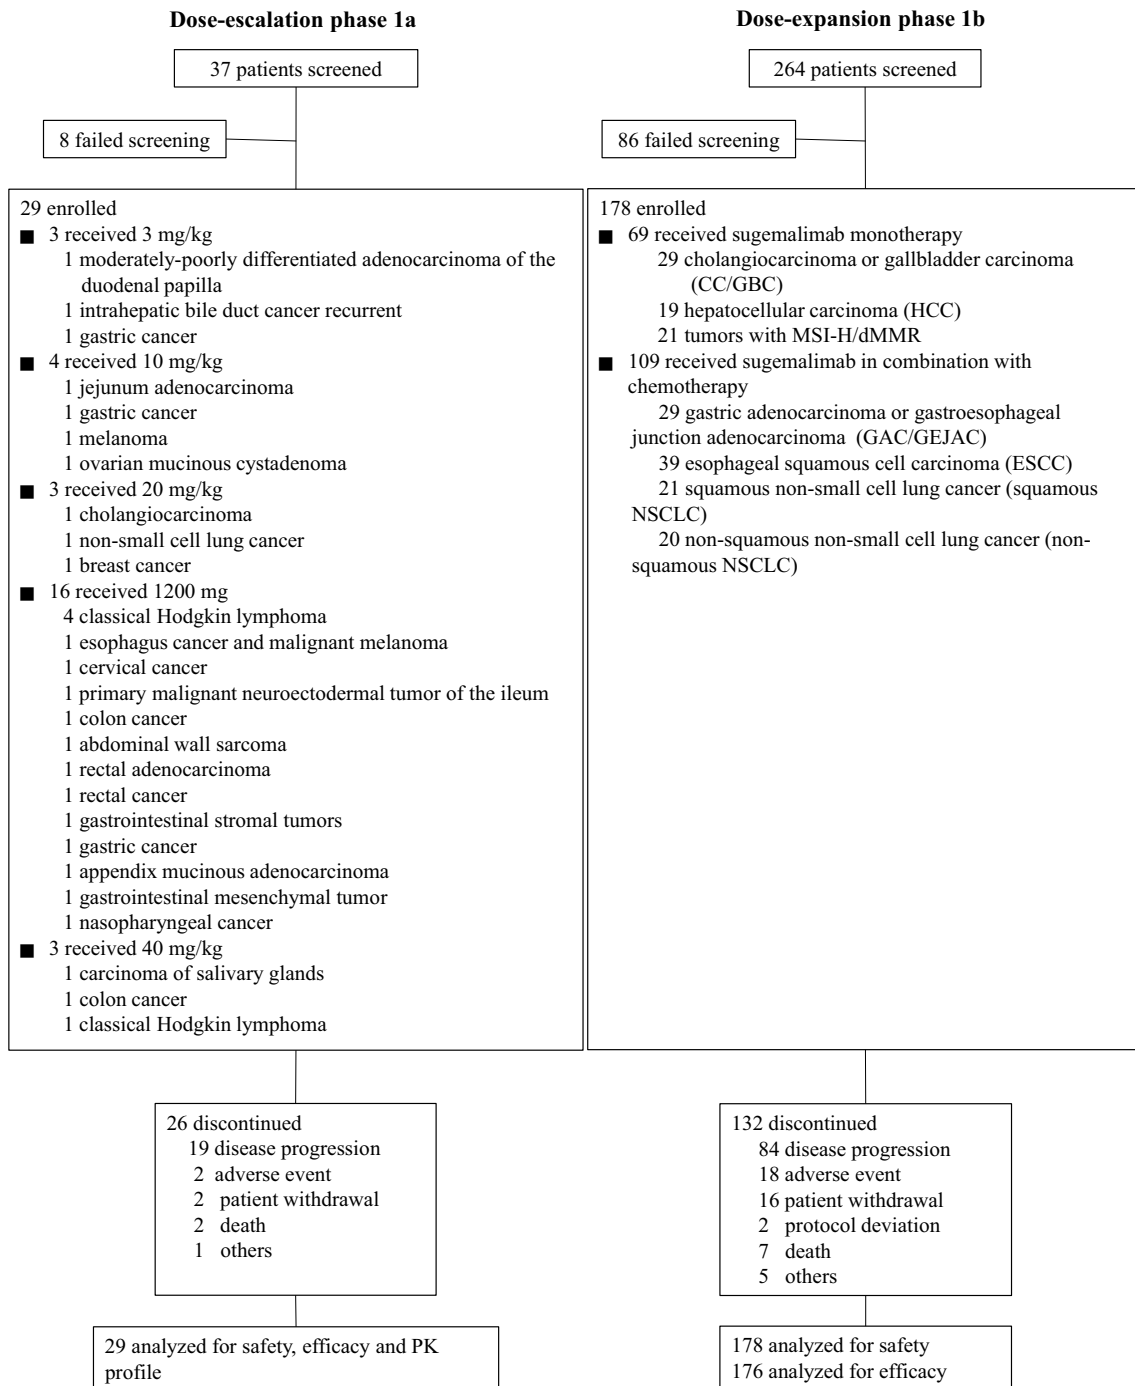 Dose-escalation phase 1a
37 patients screened
8 failed screening
29 enrolled
■ 3 received 3 mg/kg
1 moderately-poorly differentiated adenocarcinoma of the
duodenal papilla
1 intrahepatic bile duct cancer recurrent
1 gastric cancer
■ 4 received 10 mg/kg
1 jejunum adenocarcinoma
1 gastric cancer
1 melanoma
1 ovarian mucinous cystadenoma
■ 3 received 20 mg/kg
1 cholangiocarcinoma
1 non-small cell lung cancer
1 breast cancer
■ 16 received 1200 mg
4 classical Hodgkin lymphoma
1 esophagus cancer and malignant melanoma
1 cervical cancer
1 primary malignant neuroectodermal tumor of the ileum
1 colon cancer
1 abdominal wall sarcoma
1 rectal adenocarcinoma
1 rectal cancer
1 gastrointestinal stromal tumors
1 gastric cancer
1 appendix mucinous adenocarcinoma
1 gastrointestinal mesenchymal tumor
1 nasopharyngeal cancer
■ 3 received 40 mg/kg
1 carcinoma of salivary glands
1 colon cancer
1 classical Hodgkin lymphoma
26 discontinued
19 disease progression
2 adverse event
2 patient withdrawal
2 death
1 others
29 analyzed for safety, efficacy and PK
profile
Dose-expansion phase 1b
264 patients screened
86 failed screening
178 enrolled
■ 69 received sugemalimab monotherapy
29 cholangiocarcinoma or gallbladder carcinoma
(CC/GBC)
19 hepatocellular carcinoma (HCC)
21 tumors with MSI-H/dMMR
■ 109 received sugemalimab in combination with
chemotherapy
29 gastric adenocarcinoma or gastroesophageal
junction adenocarcinoma (GAC/GEJAC)
39 esophageal squamous cell carcinoma (ESCC)
21 squamous non-small cell lung cancer (squamous
NSCLC)
20 non-squamous non-small cell lung cancer (non-
squamous NSCLC)
132 discontinued
84 disease progression
18 adverse event
16 patient withdrawal
2 protocol deviation
7 death
5 others
178 analyzed for safety
176 analyzed for efficacy